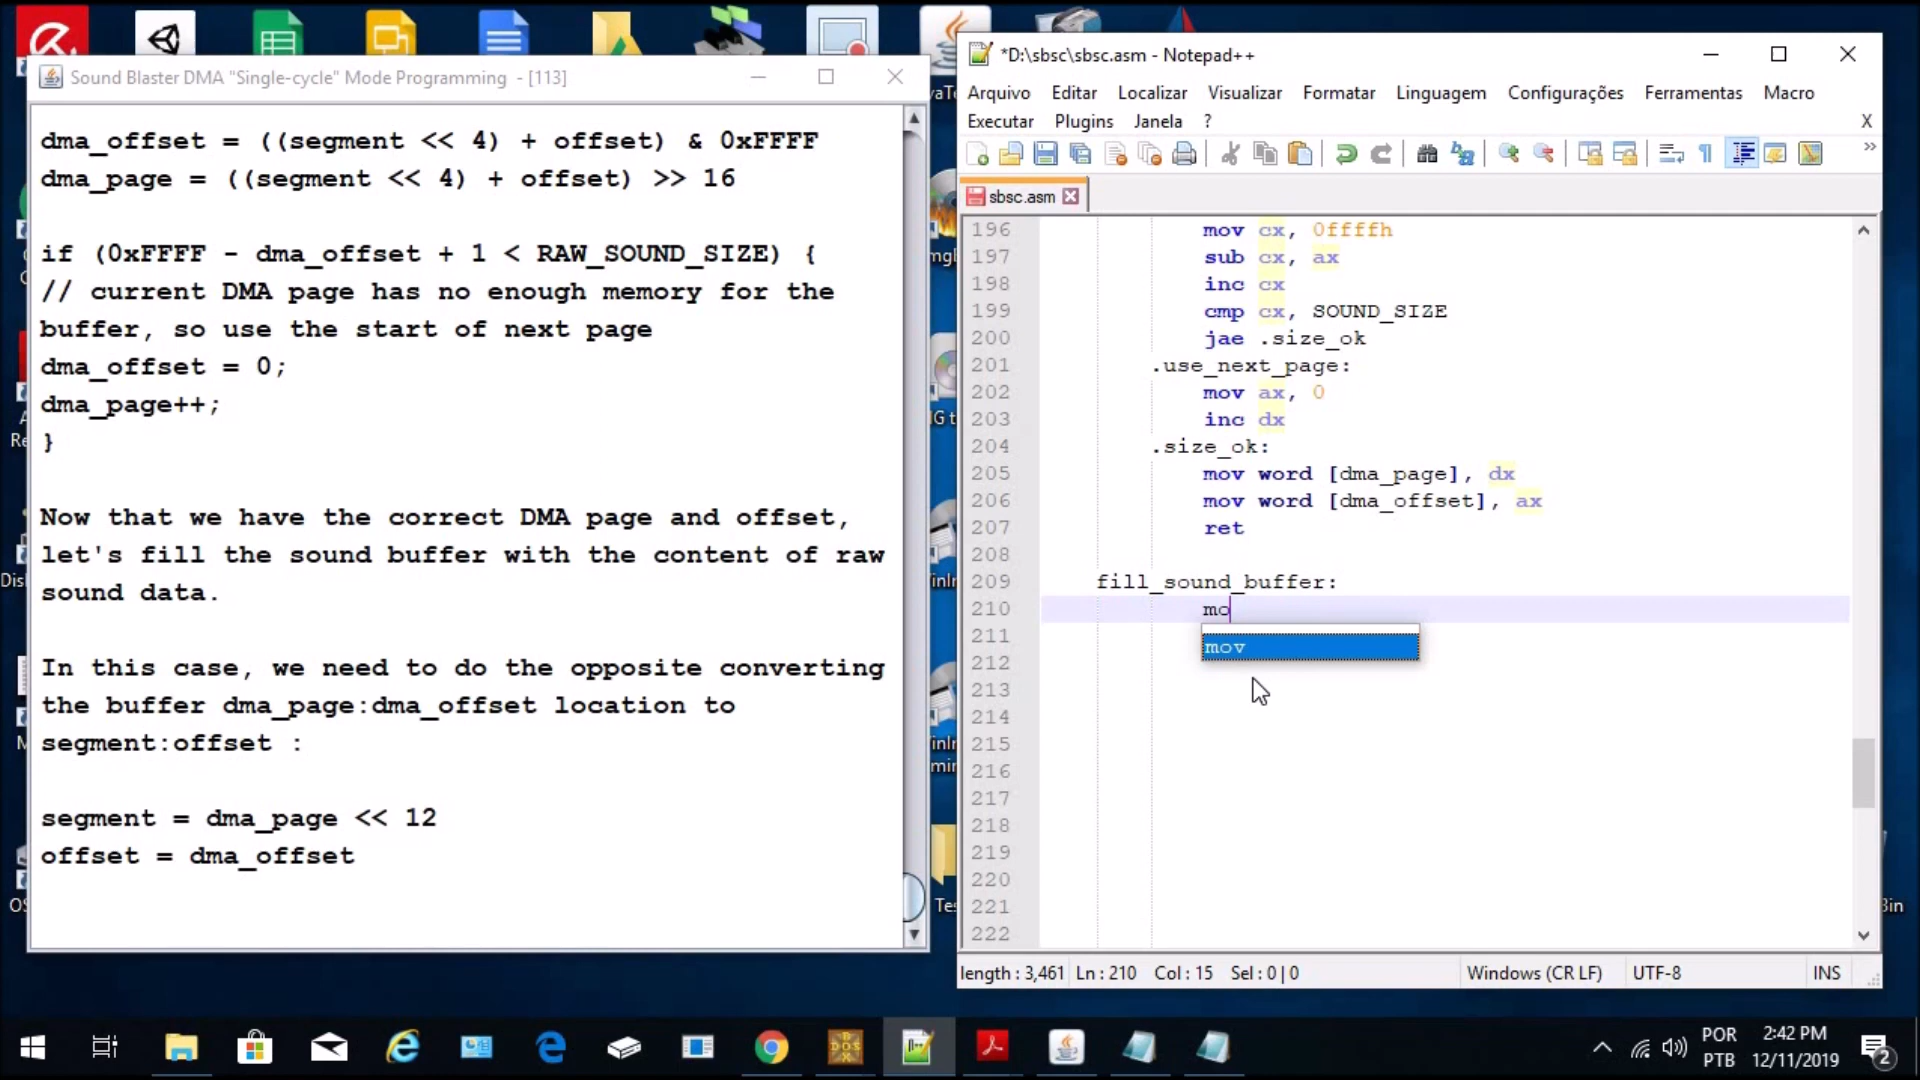 Sound Blaster DMA "Single-cycle" Mode Programming - [113]
dma_offset = ((segment << 4) + offset) & 0xFFFF
dma_page = ((segment << 4) + offset) >> 16
if (0xFFFF - dma_offset + 1 < RAW_SOUND_SIZE) {
// current DMA page has no enough memory for the
buffer, so use the start of next page
dma_offset = 0;
dma_page++;
}
Now that we have the correct DMA page and offset,
let's fill the sound buffer with the content of raw
sound data.
In this case, we need to do the opposite converting
the buffer dma_page:dma_offset location to
segment:offset :
segment = dma_page << 12
offset = dma_offset
*D:\sbsc\sbsc.asm - Notepad++
Arquivo Editar Localizar Visualizar Formatar Linguagem Configurações Ferramentas Macro
Executar Plugins Janela ? X
sbsc.asm
196 mov cx, 0ffffh
197 sub cx, ax
198 inc cx
199 cmp cx, SOUND_SIZE
200 jae .size_ok
201 .use_next_page:
202 mov ax, 0
203 inc dx
204 .size_ok:
205 mov word [dma_page], dx
206 mov word [dma_offset], ax
207 ret
208
209 fill_sound_buffer:
210 mo
mov
211
212
213
214
215
216
217
218
219
220
221
222
length : 3,461 Ln : 210 Col : 15 Sel : 0 | 0 Windows (CR LF) UTF-8 INS
POR
PTB
2:42 PM
12/11/2019
2